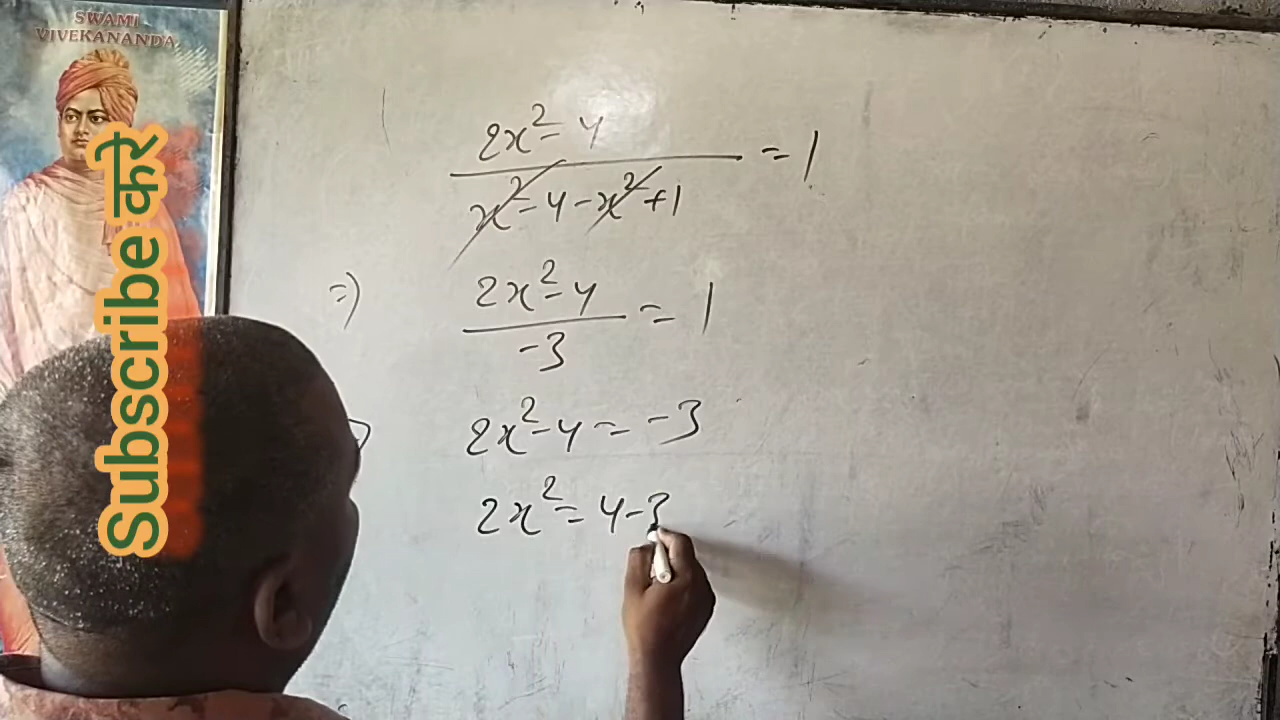 SWAMI
VIVEKANANDA
Subscribe करे
2x²-4
x²-4-x²+1 = 1
=) 2x²-4
-3 = 1
2x²-4 = -3
2x² = 4-3